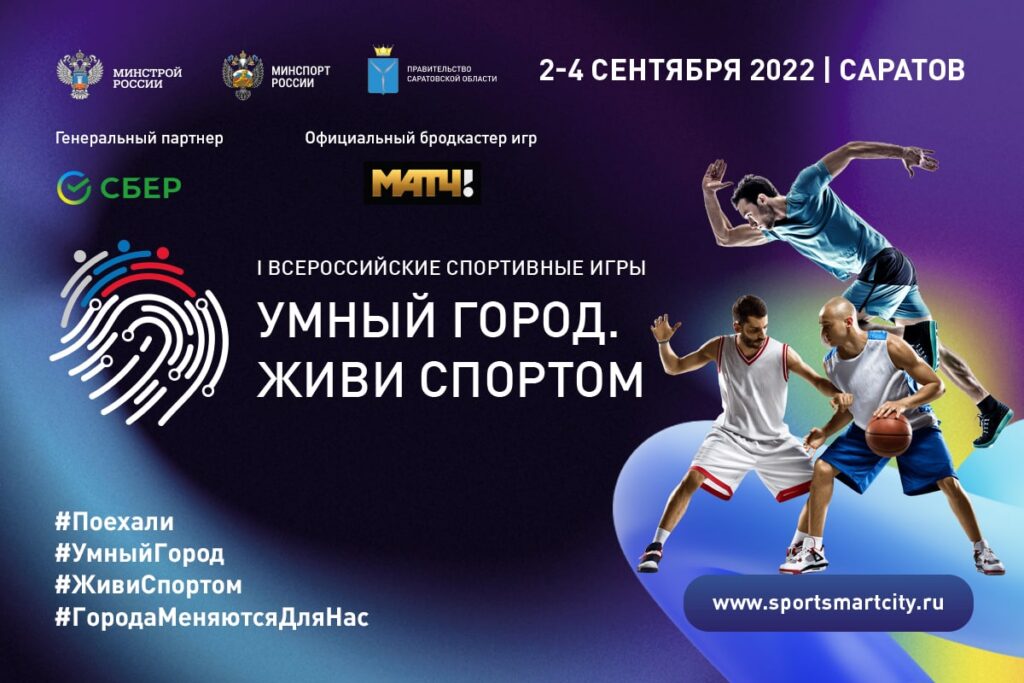 МИНСТРОЙ
РОССИИ
МИНСПОРТ
РОССИИ
ПРАВИТЕЛЬСТВО
САРАТОВСКОЙ ОБЛАСТИ
2-4 СЕНТЯБРЯ 2022 | САРАТОВ
Генеральный партнер
Официальный бродкастер игр
СБЕР
МАТЧ!
I ВСЕРОССИЙСКИЕ СПОРТИВНЫЕ ИГРЫ
УМНЫЙ ГОРОД.
ЖИВИ СПОРТОМ
#Поехали
#УмныйГород
#ЖивиСпортом
#ГородаМеняютсяДляНас
www.sportsmartcity.ru